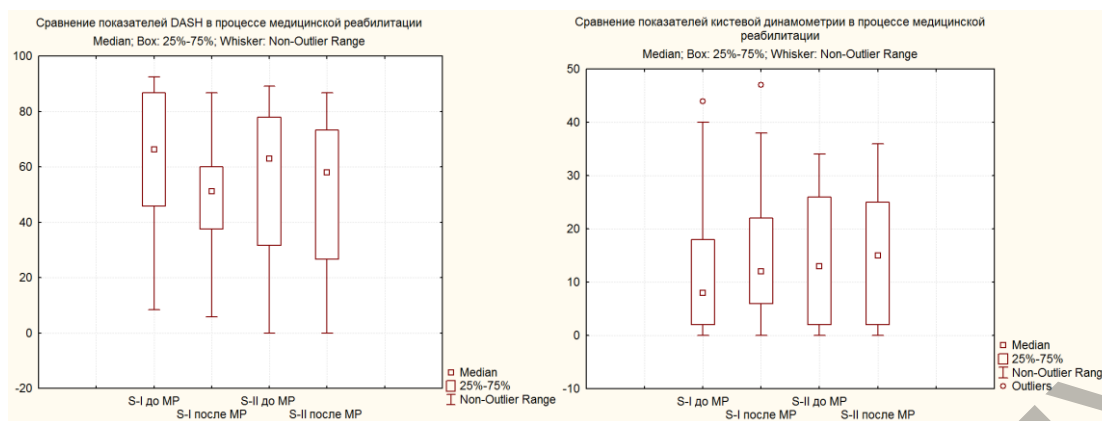 Сравнение показателей DASH в процессе медицинской реабилитации
Median; Box: 25%-75%; Whisker: Non-Outlier Range
100
80
60
40
20
0
-20
S-I до МР
S-I после МР
S-II до МР
S-II после МР
Median
25%-75%
Non-Outlier Range
Сравнение показателей кистевой динамометрии в процессе медицинской
реабилитации
Median; Box: 25%-75%; Whisker: Non-Outlier Range
50
40
30
20
10
0
-10
S-I до МР
S-I после МР
S-II до МР
S-II после МР
Median
25%-75%
Non-Outlier Range
Outliers